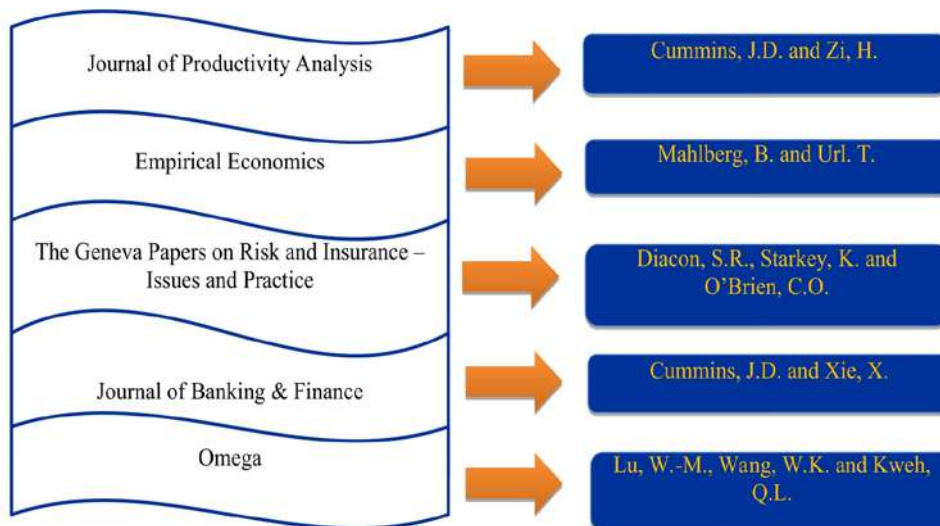 Journal of Productivity Analysis
Cummins, J.D. and Zi, H.
Empirical Economics
Mahlberg, B. and Url. T.
The Geneva Papers on Risk and Insurance –
Issues and Practice
Diacon, S.R., Starkey, K. and
O’Brien, C.O.
Journal of Banking & Finance
Cummins, J.D. and Xie, X.
Omega
Lu, W.-M., Wang, W.K. and Kweh,
Q.L.